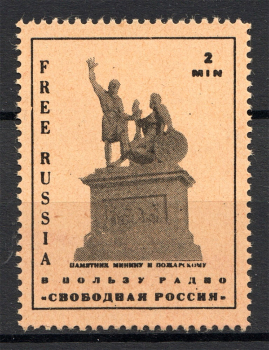 2
MIN
FREE RUSSIA
ПАМЯТНИК МИНИНУ И ПОЖАРСКОМУ
В ПОЛЬЗУ РАДИО
«СВОБОДНАЯ РОССИЯ»